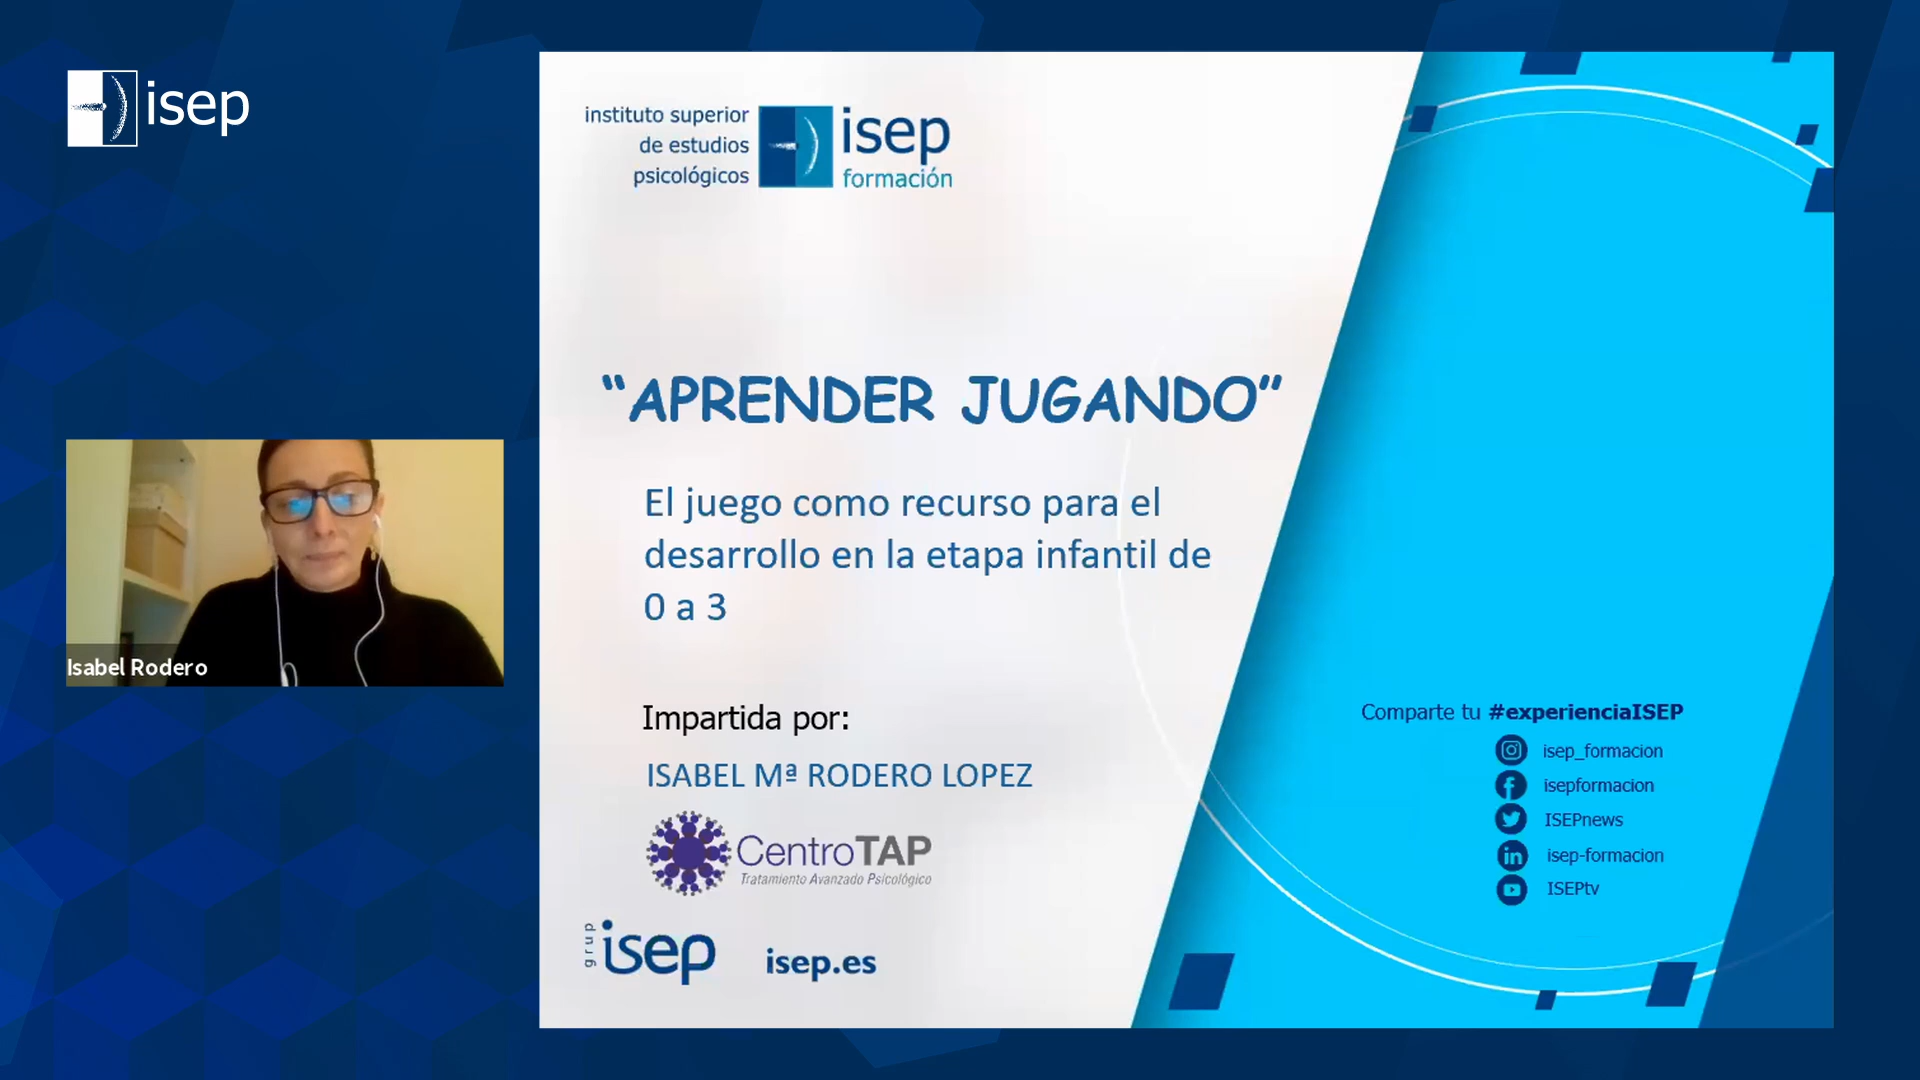 isep
Isabel Rodero
instituto superior
de estudios
psicológicos
isep
formación
“APRENDER JUGANDO”
El juego como recurso para el
desarrollo en la etapa infantil de
0 a 3
Impartida por:
ISABEL Mª RODERO LOPEZ
CentroTAP
Tratamiento Avanzado Psicológico
grup isep
isep.es
Comparte tu #experienciaISEP
isep_formacion
isepformacion
ISEPnews
isep-formacion
ISEPtv